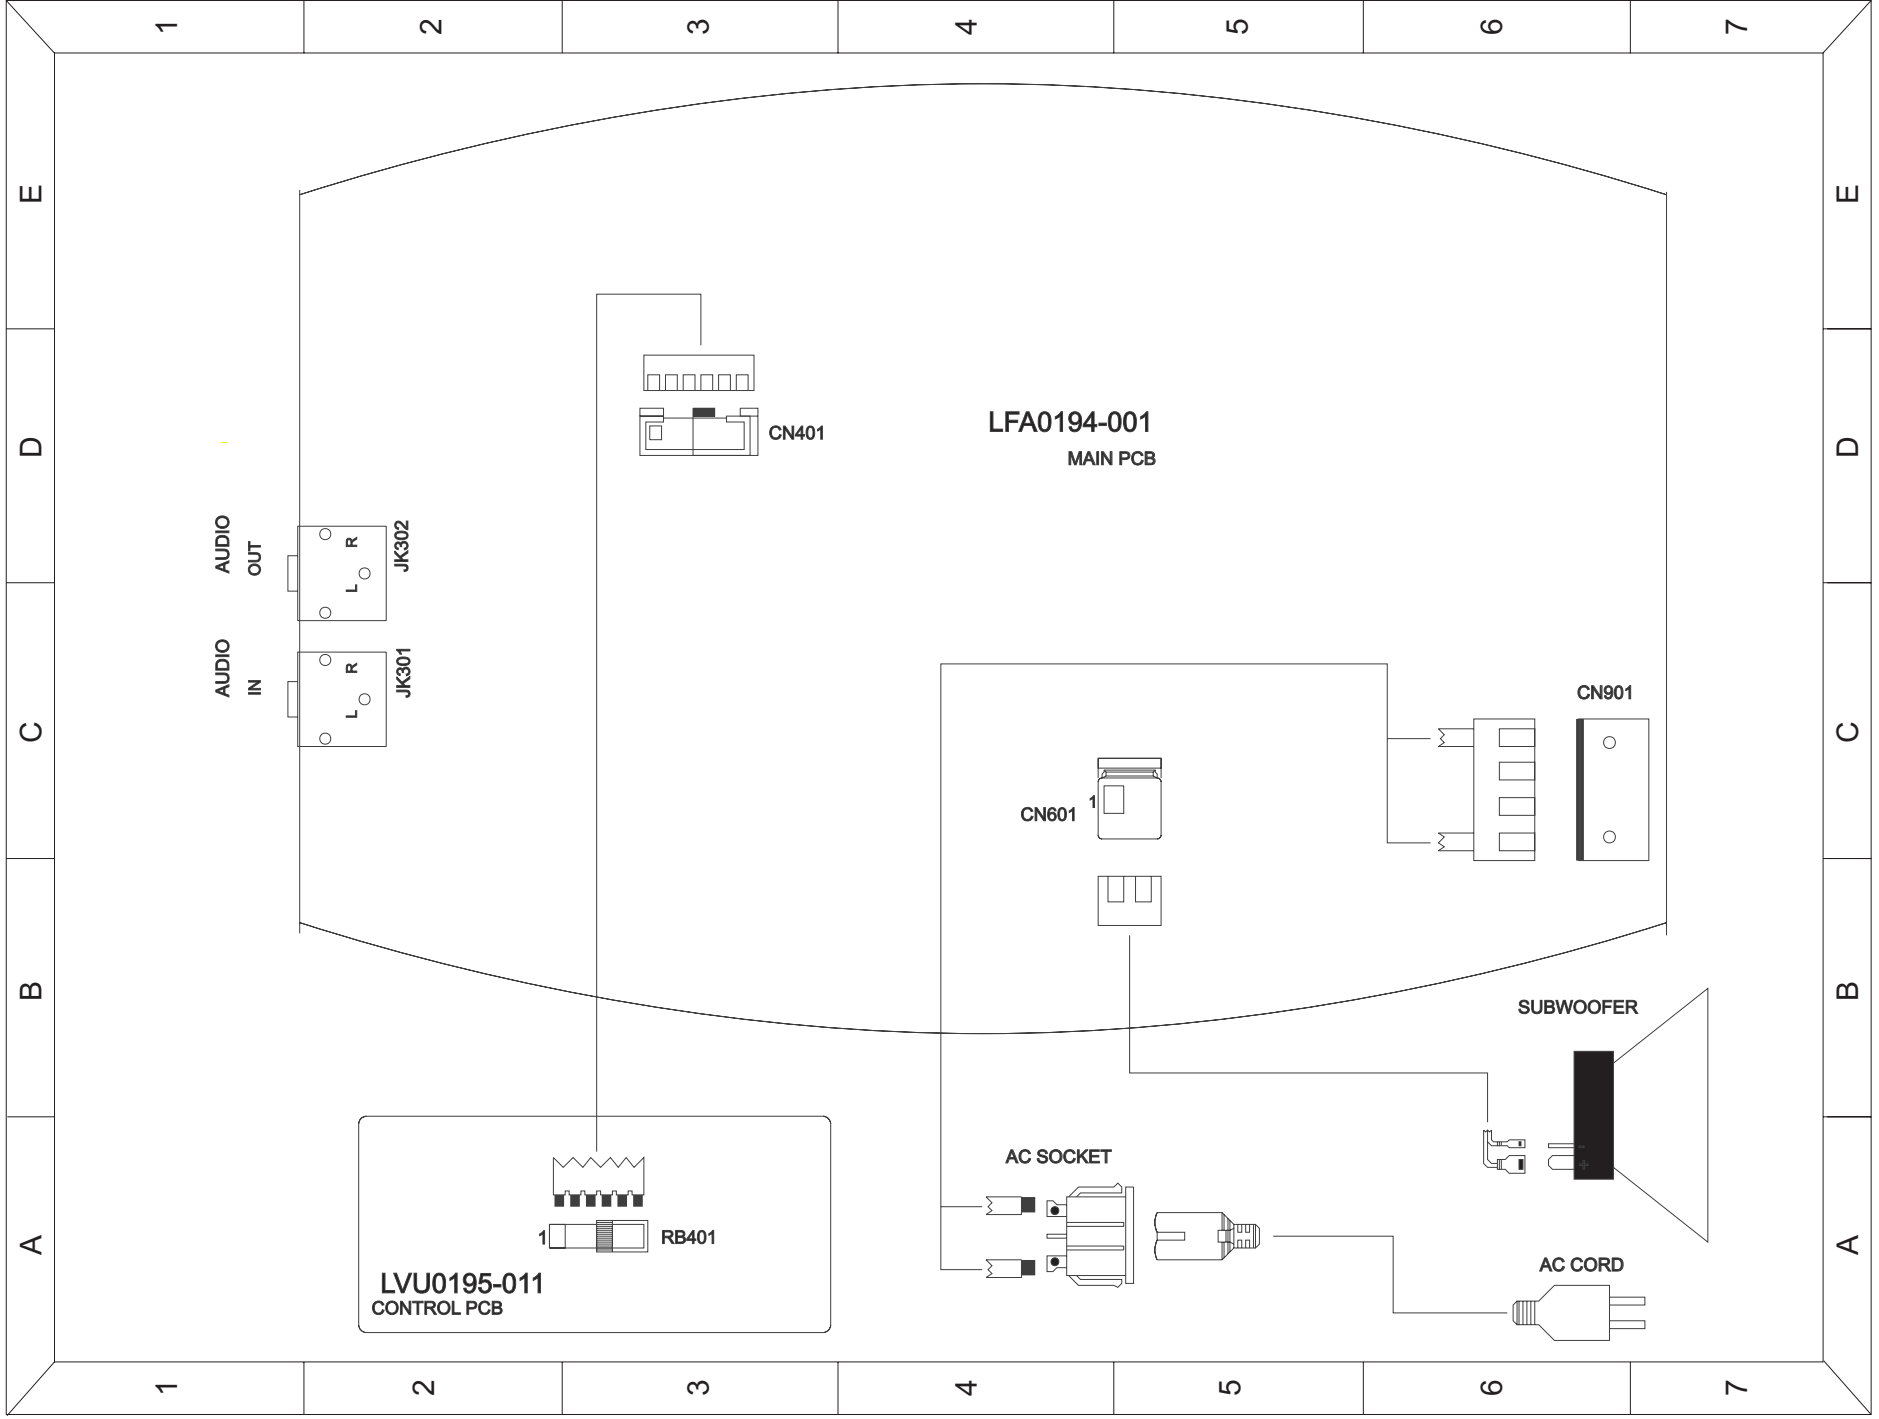 1 2 3 4 5 6 7
E E
D D
C C
B B
A A
CN401
LFA0194-001
MAIN PCB
AUDIO
OUT
R
L
JK302
AUDIO
IN
R
L
JK301
CN901
CN601
1
SUBWOOFER
-
+
AC SOCKET
1
RB401
LVU0195-011
CONTROL PCB
AC CORD
1 2 3 4 5 6 7